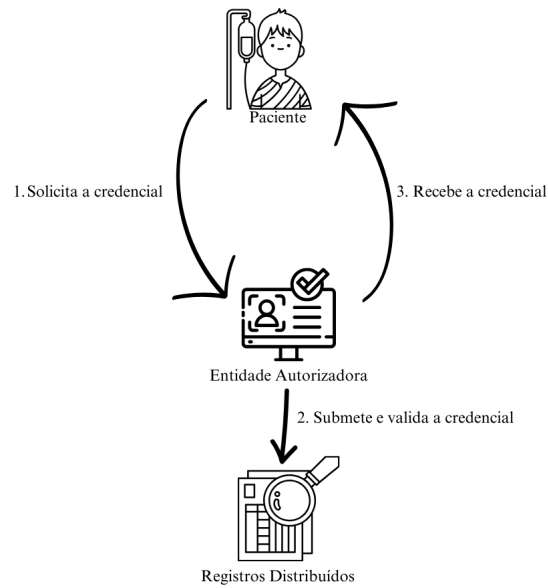 Paciente
1. Solicita a credencial
3. Recebe a credencial
Entidade Autorizadora
2. Submete e valida a credencial
i
Registros Distribuídos